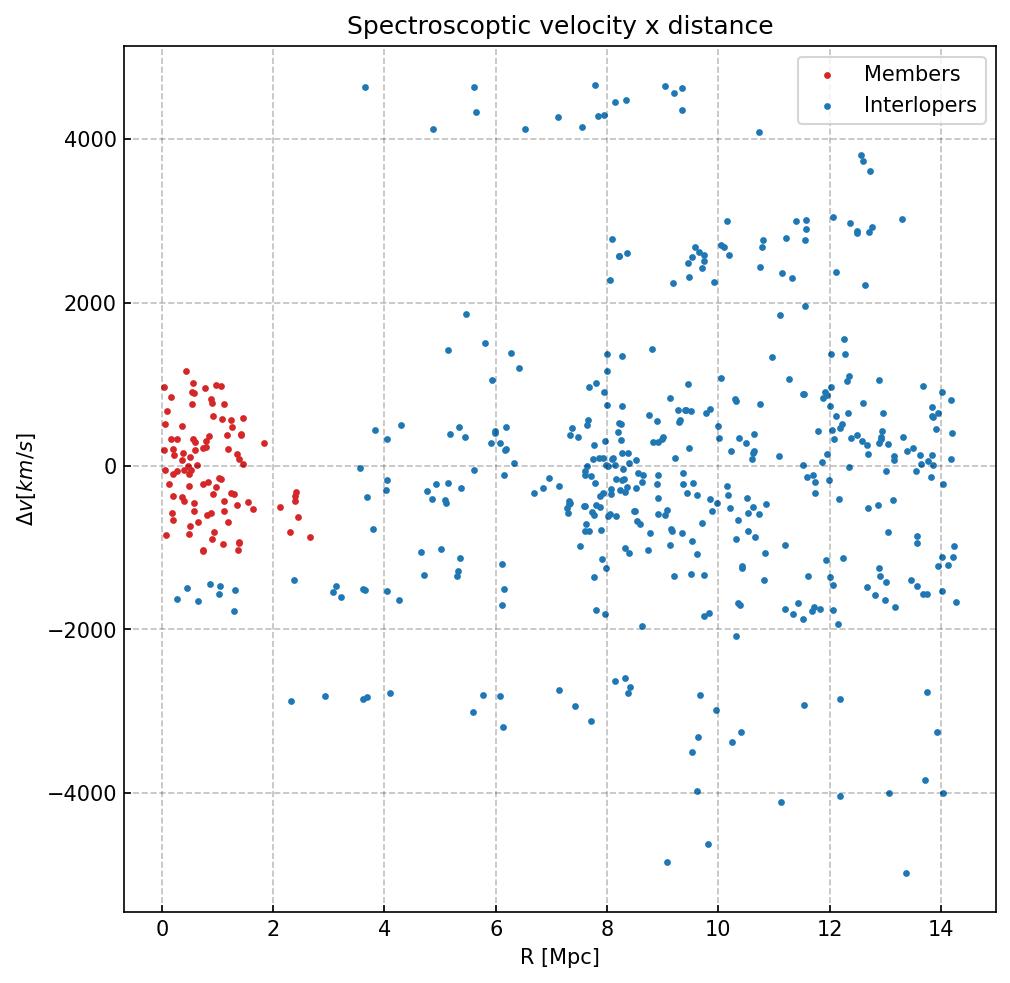 Spectroscoptic velocity x distance
Members
Interlopers
4000
2000
0
−2000
−4000
Δv[km/s]
0 2 4 6 8 10 12 14
R [Mpc]